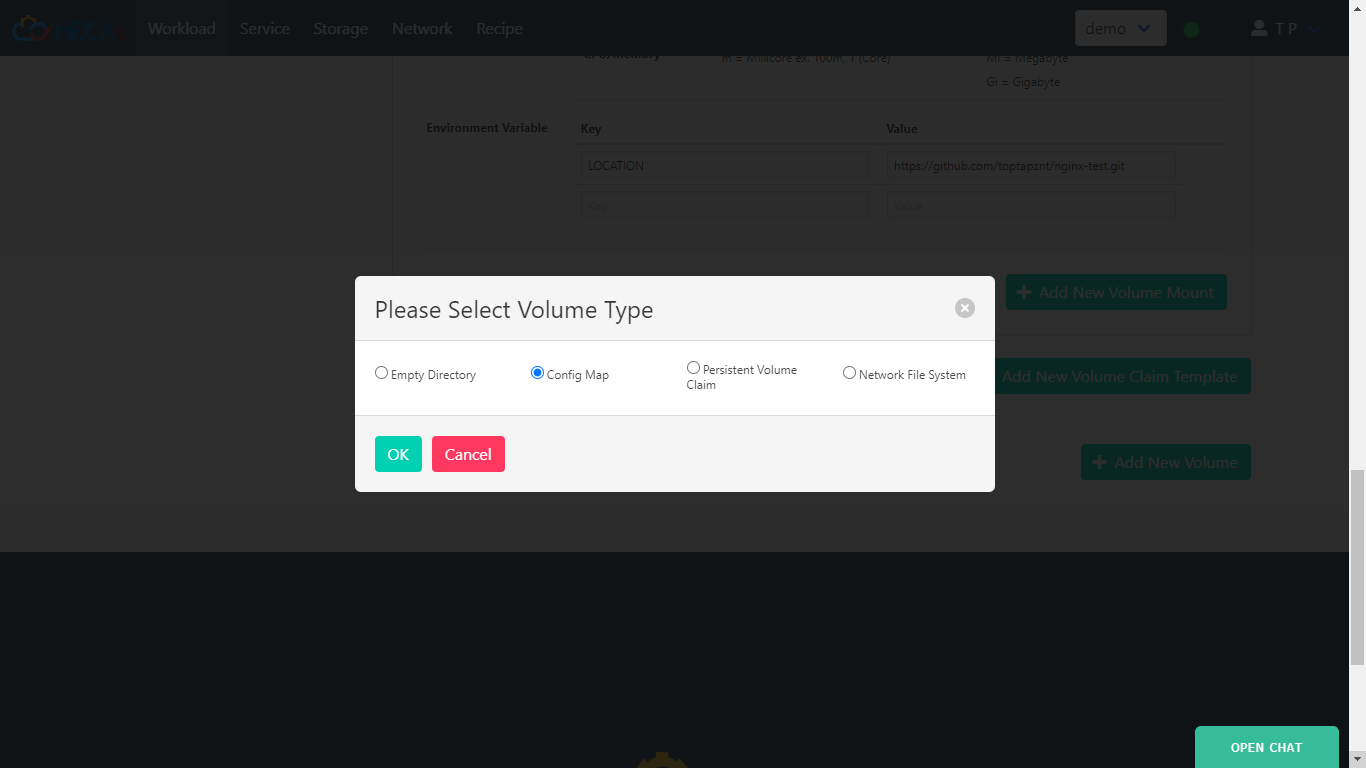 Workload Service Storage Network Recipe demo T P
CPU/Memory m = Millicore ex. 100m, 1 (Core) Mi = Megabyte
Gi = Gigabyte
Environment Variable Key Value
LOCATION https://github.com/toptapznt/nginx-test.git
Key Value
Add New Volume Mount
Please Select Volume Type
Empty Directory Config Map Persistent Volume Claim Network File System
Add New Volume Claim Template
OK Cancel
Add New Volume
OPEN CHAT